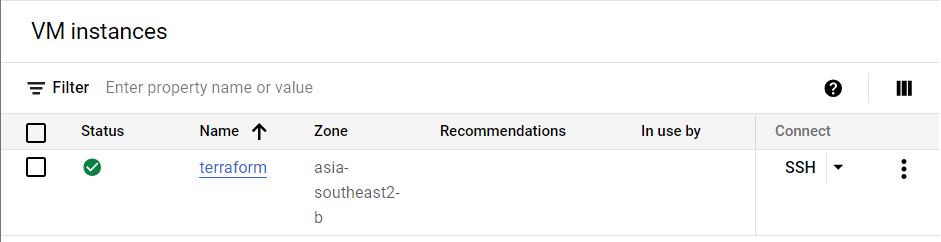 VM instances
Filter Enter property name or value
Status Name Zone Recommendations In use by Connect
terraform asia- SSH
southeast2-
b